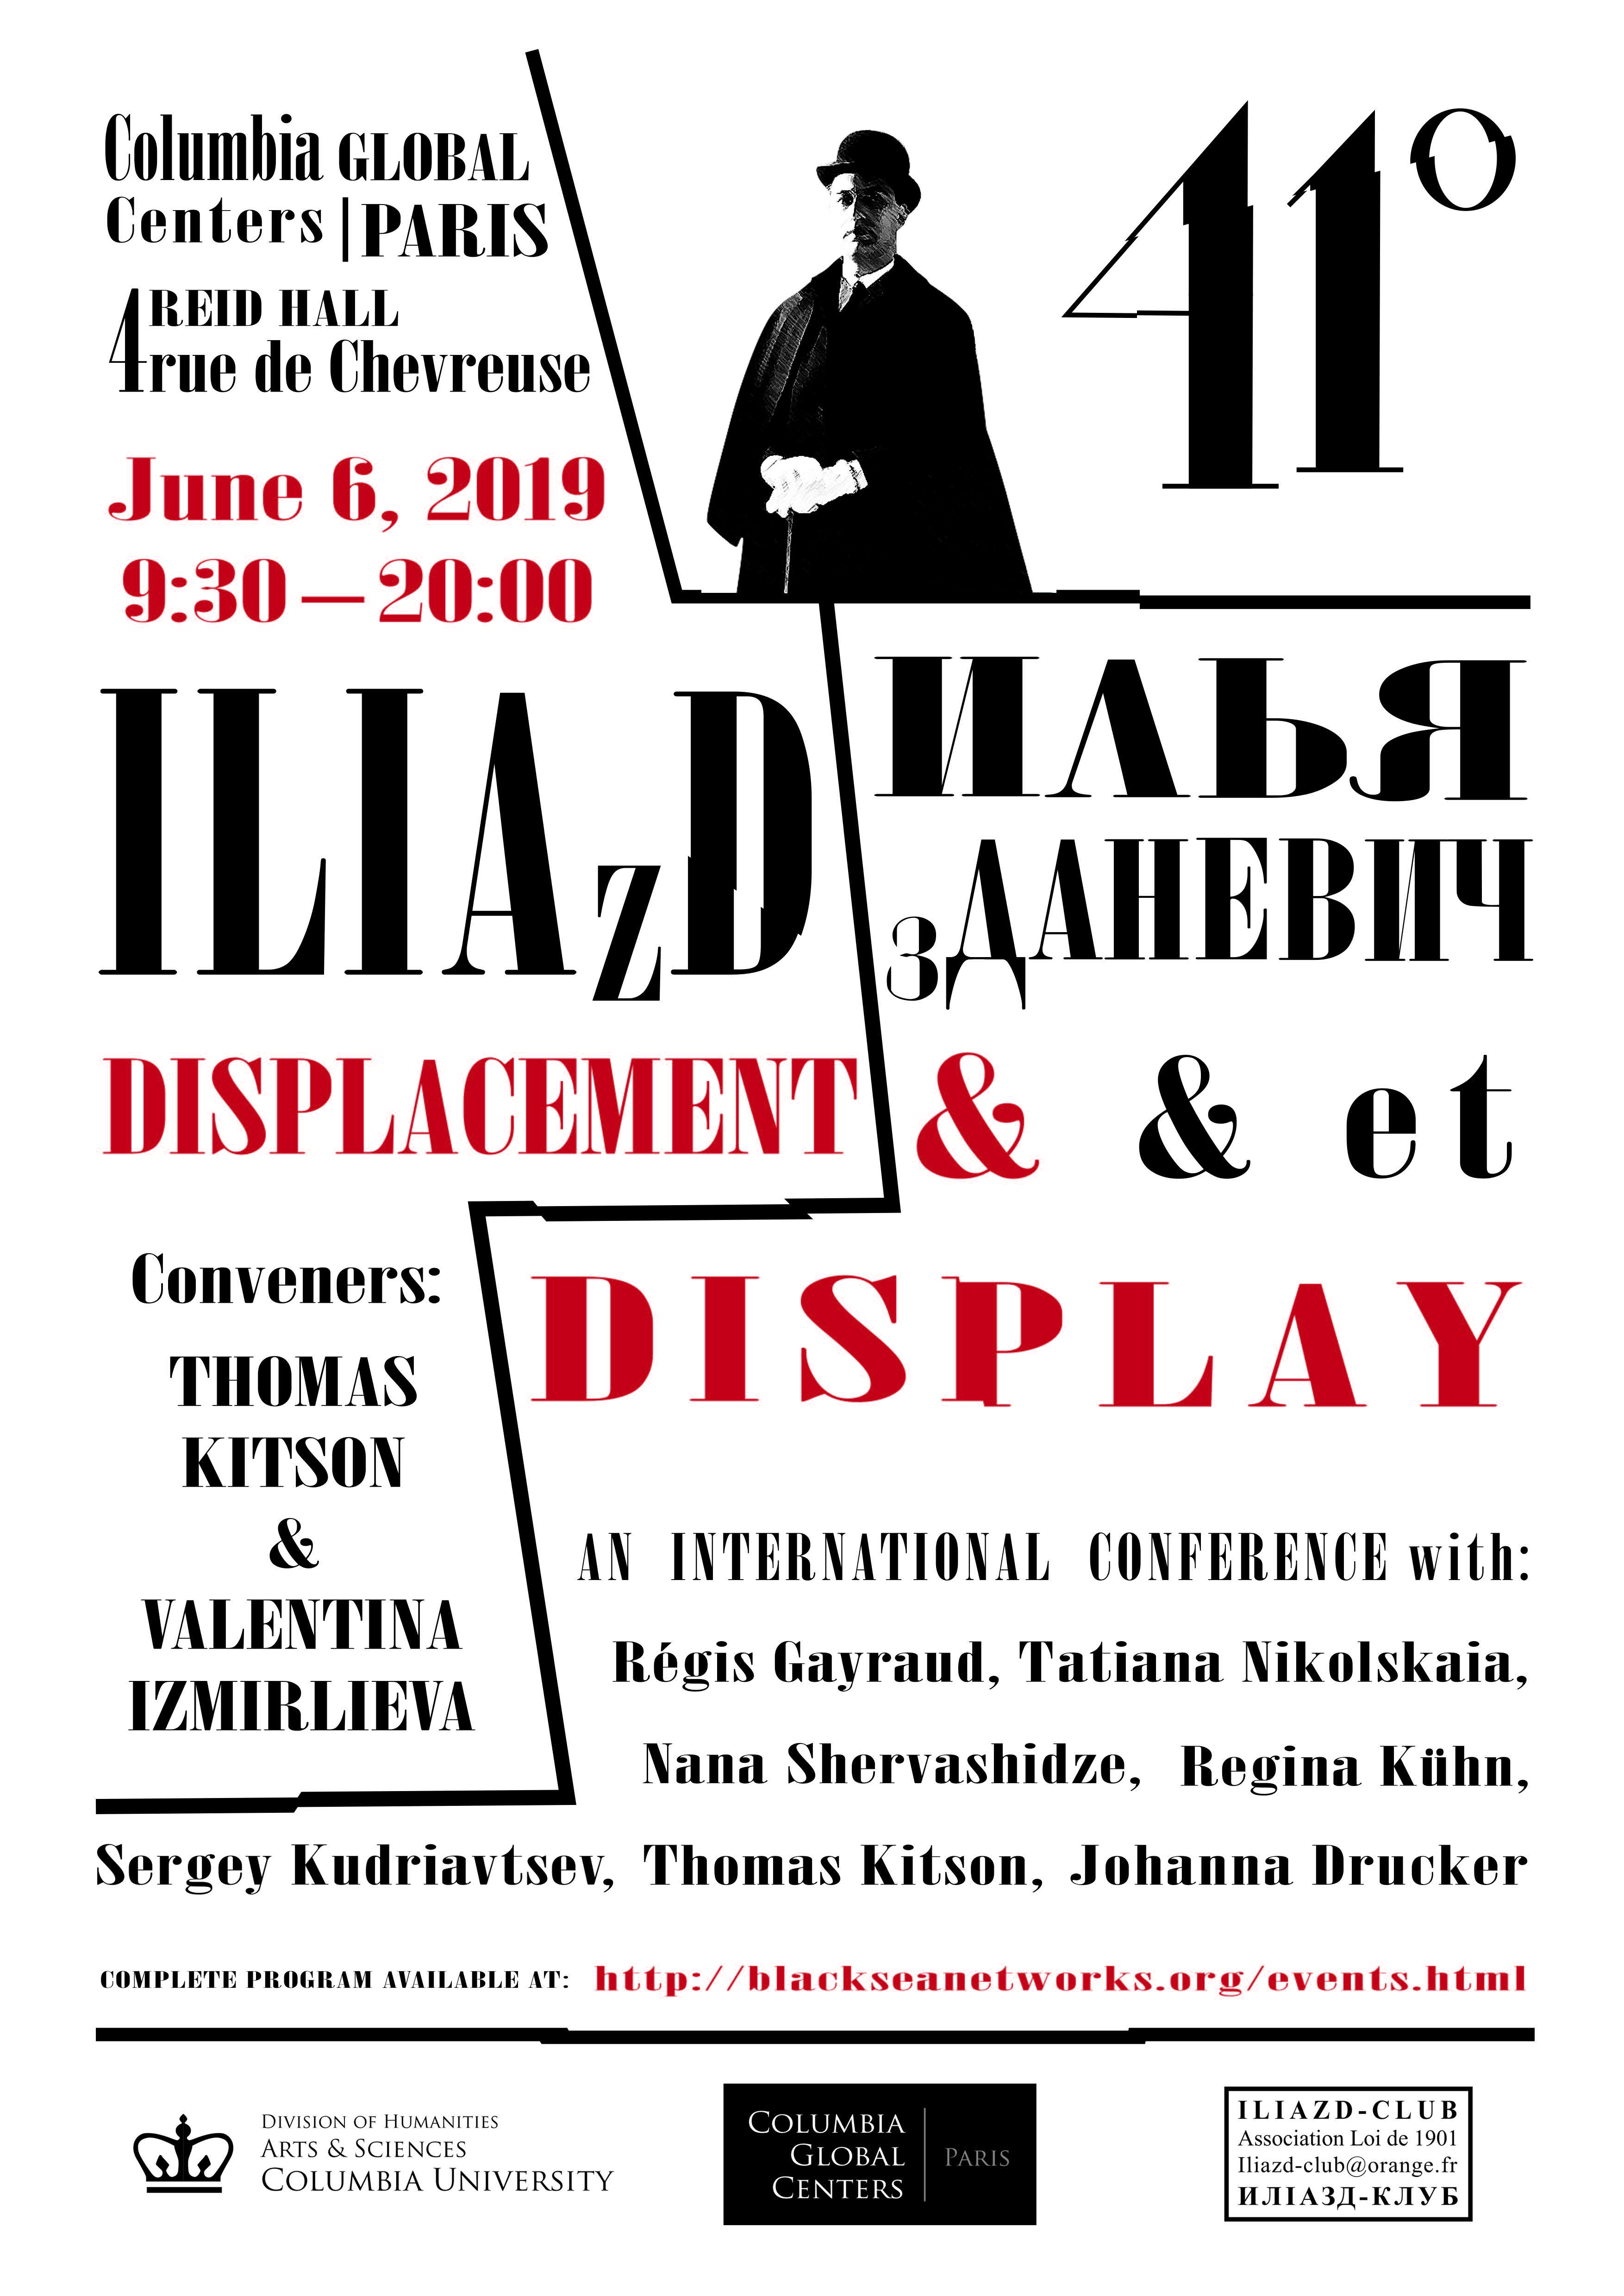 Columbia GLOBAL
Centers | PARIS
REID HALL
4 rue de Chevreuse
June 6, 2019
9:30 — 20:00
41°
ILIAzD
ИЛЬЯ
зДАНЕВИЧ
DISPLACEMENT & & et
DISPLAY
Conveners:
THOMAS
KITSON
&
VALENTINA
IZMIRLIEVA
AN INTERNATIONAL CONFERENCE with:
Régis Gayraud, Tatiana Nikolskaia,
Nana Shervashidze, Regina Kühn,
Sergey Kudriavtsev, Thomas Kitson, Johanna Drucker
COMPLETE PROGRAM AVAILABLE AT: http://blackseanetworks.org/events.html
DIVISION OF HUMANITIES
ARTS & SCIENCES
COLUMBIA UNIVERSITY
COLUMBIA
GLOBAL
CENTERS
PARIS
ILIAZD-CLUB
Association Loi de 1901
Iliazd-club@orange.fr
ИЛІАЗД-КЛУБ